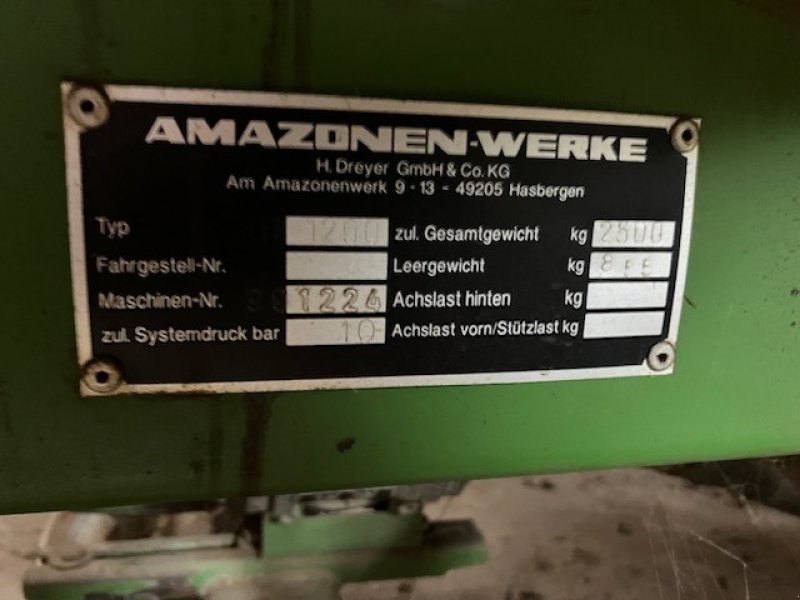 AMAZONEN-WERKE
H. Dreyer GmbH & Co. KG
Am Amazonenwerk 9 - 13 - 49205 Hasbergen
Typ 1200 zul. Gesamtgewicht kg 2500
Fahrgestell-Nr. Leergewicht kg
Maschinen-Nr. 1224 Achslast hinten kg
zul. Systemdruck bar 10 Achslast vorn/Stützlast kg